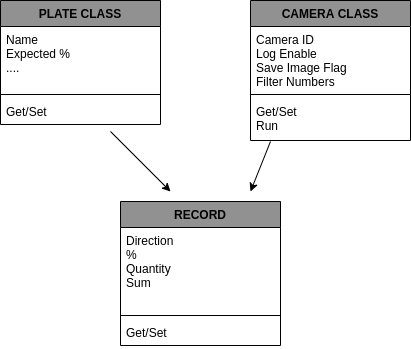 PLATE CLASS
Name
Expected %
....
Get/Set
CAMERA CLASS
Camera ID
Log Enable
Save Image Flag
Filter Numbers
Get/Set
Run
RECORD
Direction
%
Quantity
Sum
Get/Set